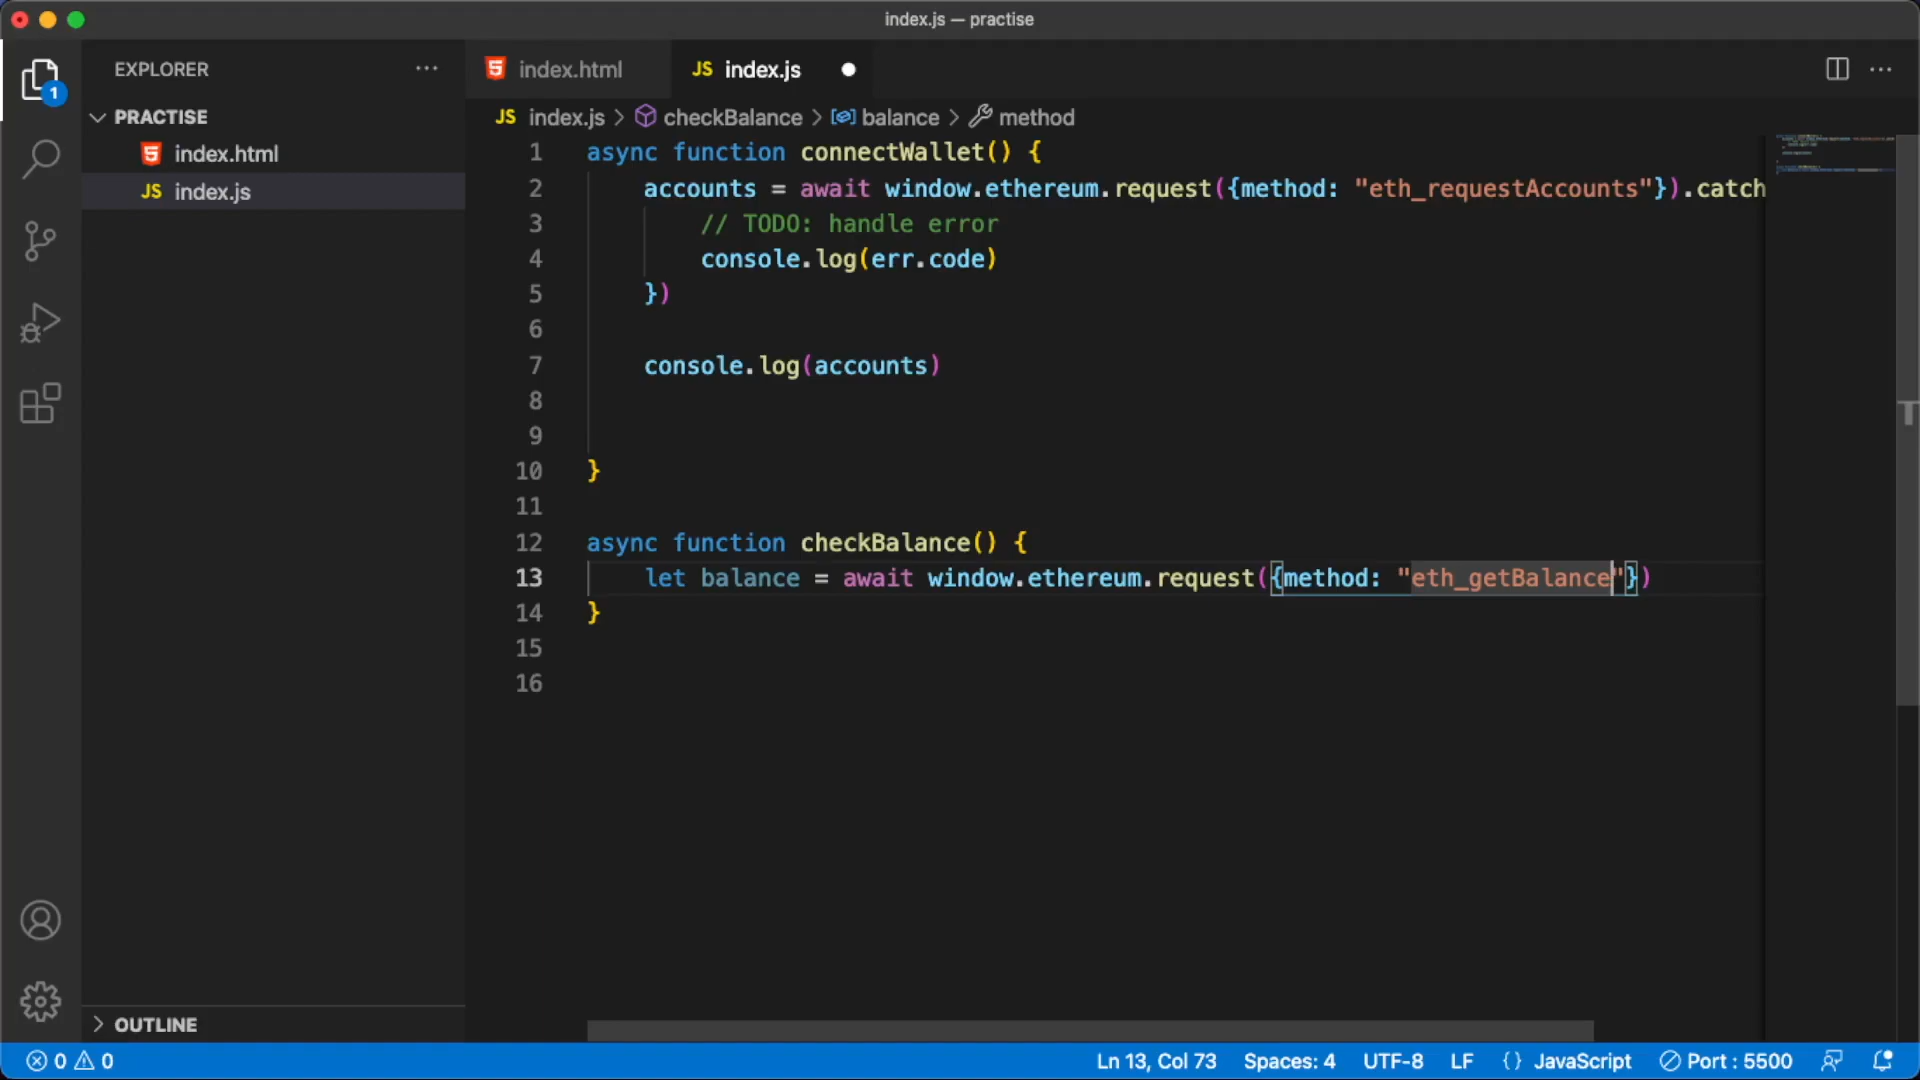 index.js — practise
EXPLORER
index.html
JS index.js
1
PRACTISE
index.html
JS index.js
JS index.js > checkBalance > balance > method
1 async function connectWallet() {
2 accounts = await window.ethereum.request({method: "eth_requestAccounts"}).catch
3 // TODO: handle error
4 console.log(err.code)
5 })
6
7 console.log(accounts)
8
9
10 }
11
12 async function checkBalance() {
13 let balance = await window.ethereum.request({method: "eth_getBalance"})
14 }
15
16
OUTLINE
0 0
Ln 13, Col 73 Spaces: 4 UTF-8 LF {} JavaScript Port : 5500